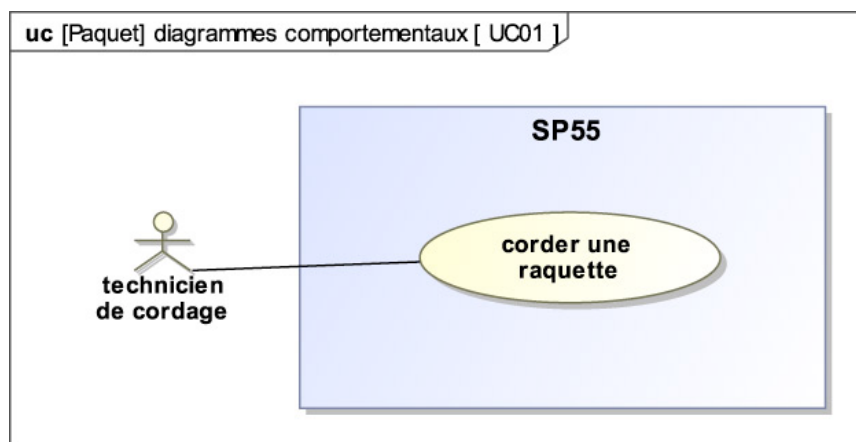 uc [Paquet] diagrammes comportementaux [ UC01 ]
SP55
corder une
raquette
technicien
de cordage